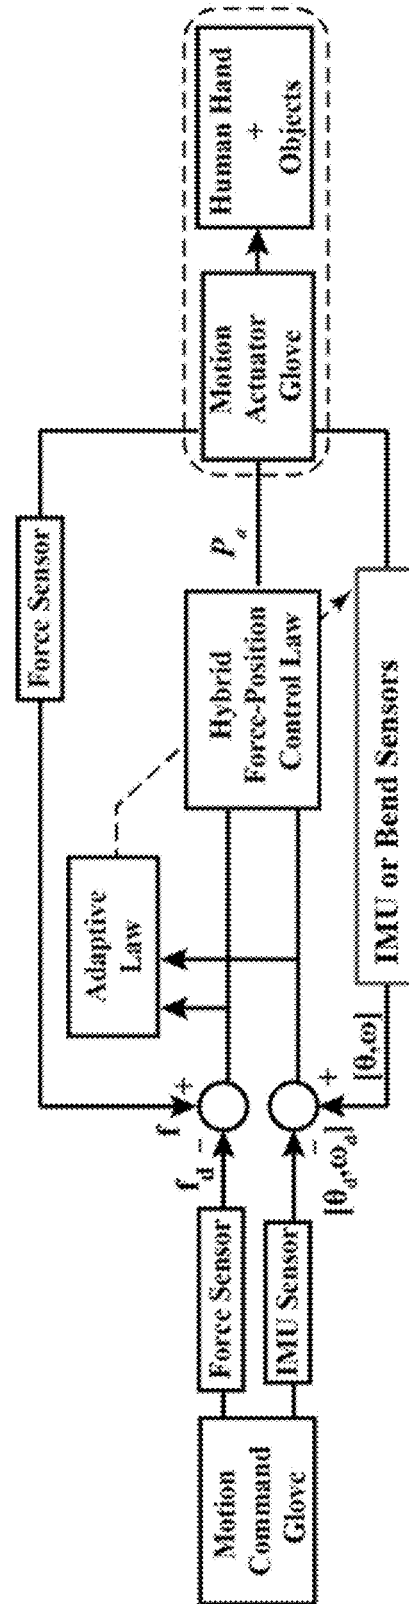 Motion
Command
Glove
Force Sensor
IMU Sensor
f
+
f_d
−
[θ_d,ω_d]
−
+
[θ,ω]
Adaptive
Law
Hybrid
Force-Position
Control Law
Force Sensor
IMU or Bend Sensors
P_a
Motion
Actuator
Glove
Human Hand
+
Objects